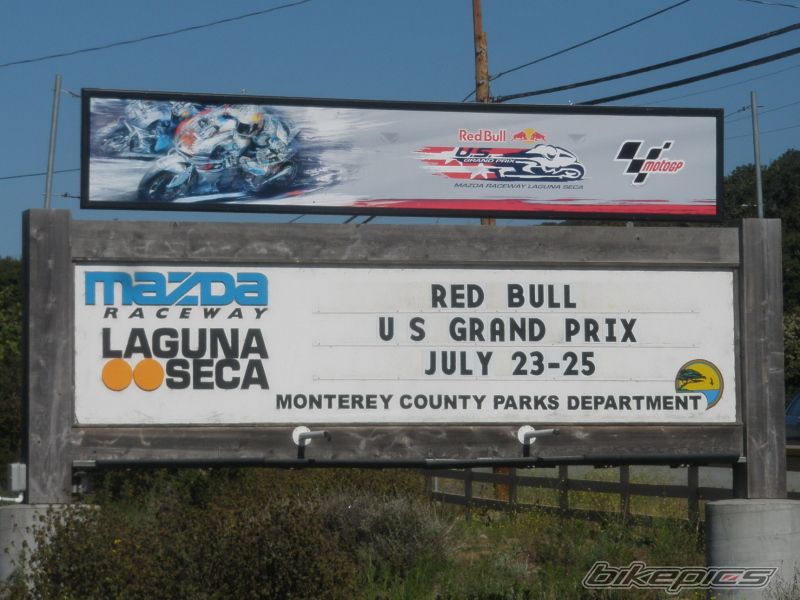 Red Bull
U.S.
GRAND PRIX
MAZDA RACEWAY LAGUNA SECA
MotoGP
mazda
RACEWAY
LAGUNA
SECA
RED BULL
U S GRAND PRIX
JULY 23-25
MONTEREY COUNTY PARKS DEPARTMENT
bikepics